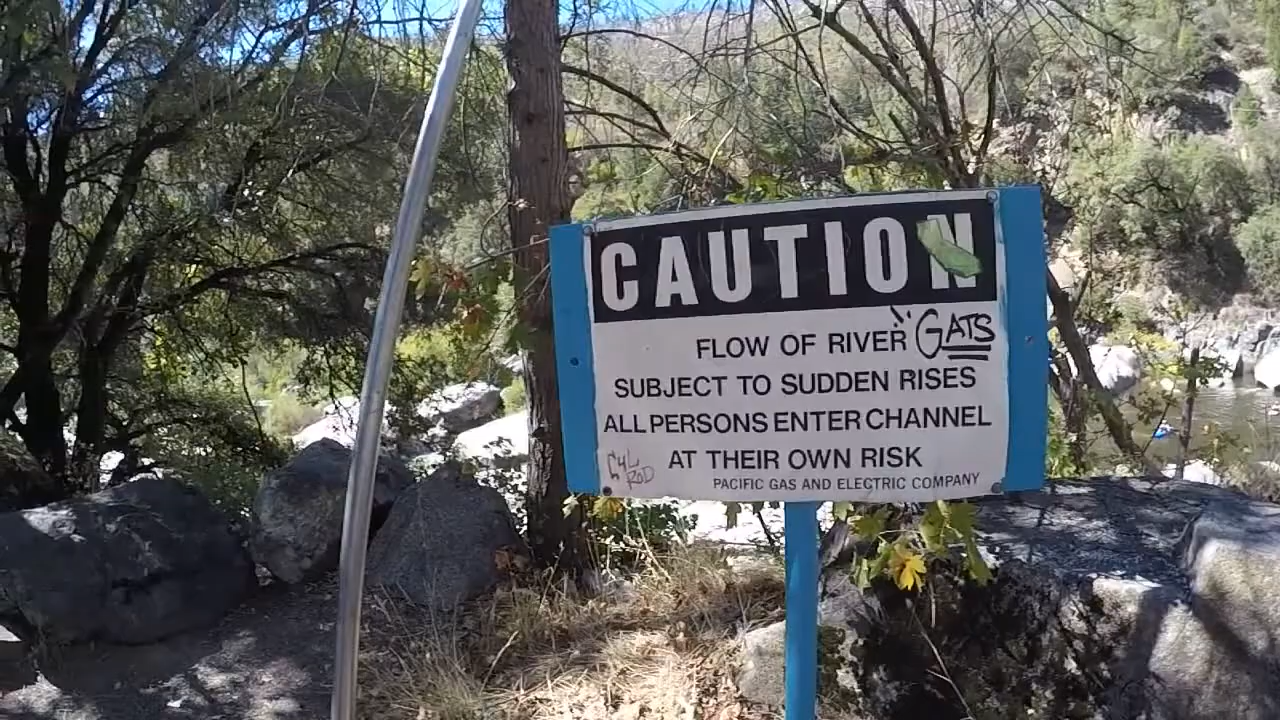 CAUTION
FLOW OF RIVER "GATS
SUBJECT TO SUDDEN RISES
ALL PERSONS ENTER CHANNEL
AT THEIR OWN RISK
PACIFIC GAS AND ELECTRIC COMPANY